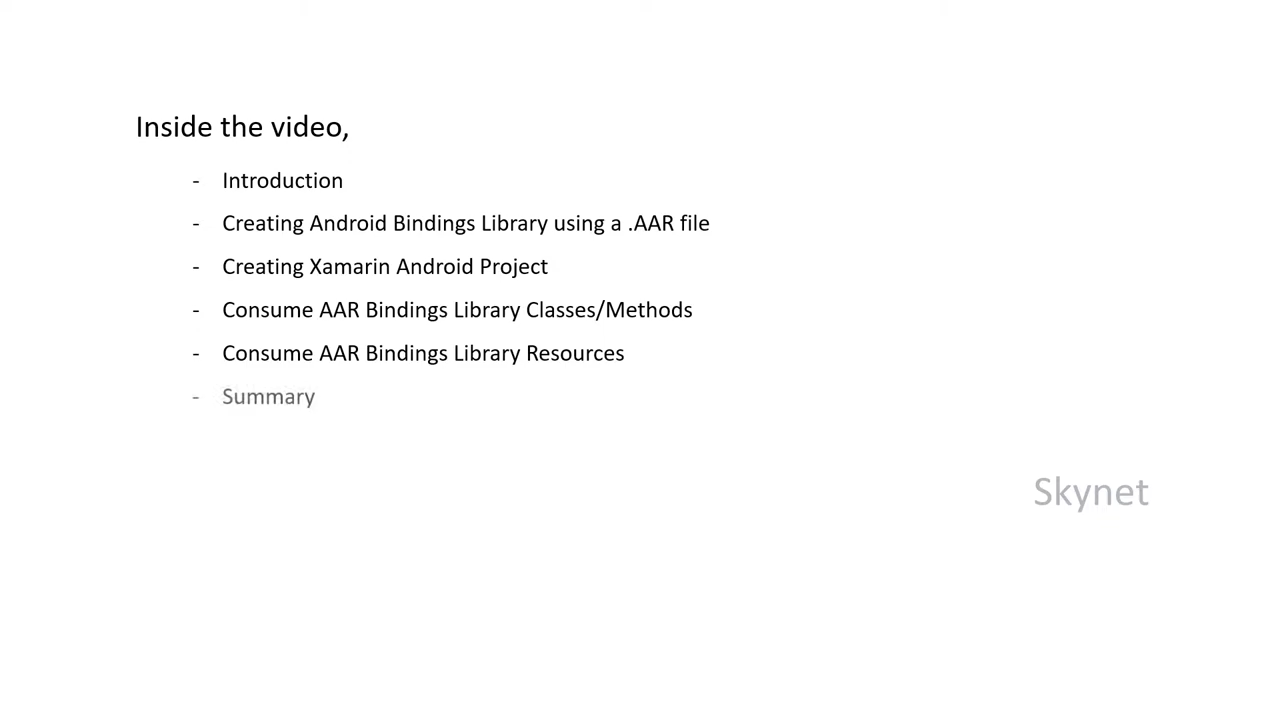 Inside the video,
- Introduction
- Creating Android Bindings Library using a .AAR file
- Creating Xamarin Android Project
- Consume AAR Bindings Library Classes/Methods
- Consume AAR Bindings Library Resources
- Summary
Skynet